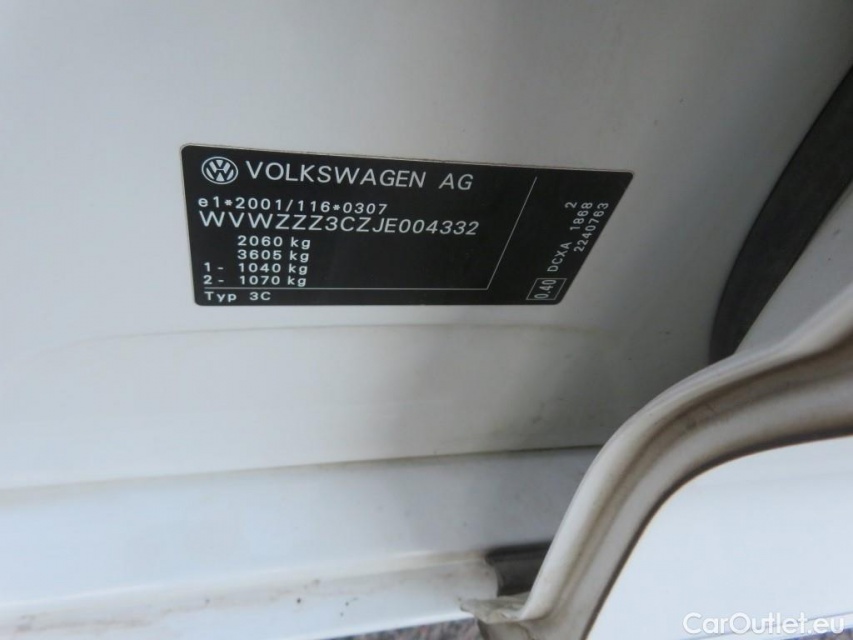 VOLKSWAGEN AG
e1*2001/116*0307
WVWZZZ3CZJE004332
2060 kg
3605 kg
1- 1040 kg
2- 1070 kg
Typ 3C
0.40 DCXA 1868 2
2240763
CarOutlet.eu